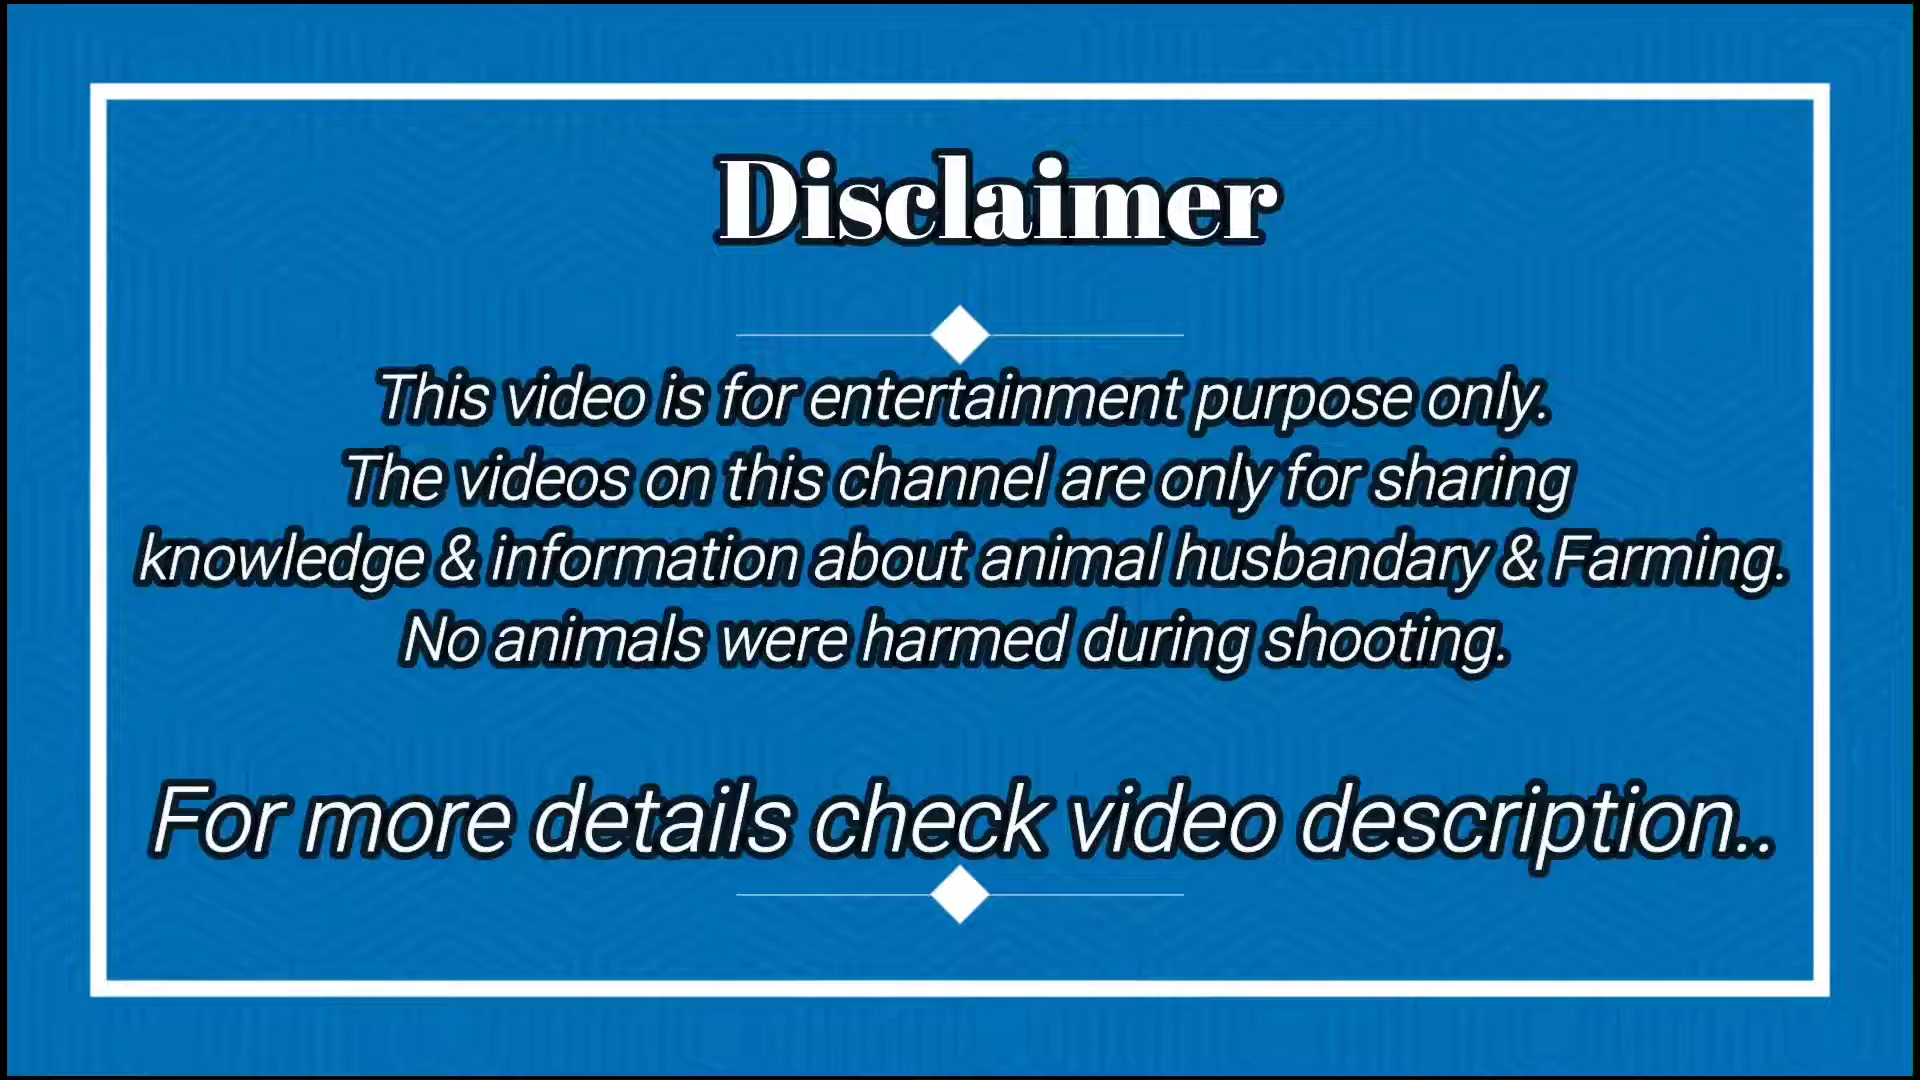 Disclaimer
This video is for entertainment purpose only.
The videos on this channel are only for sharing
knowledge & information about animal husbandary & Farming.
No animals were harmed during shooting.
For more details check video description..